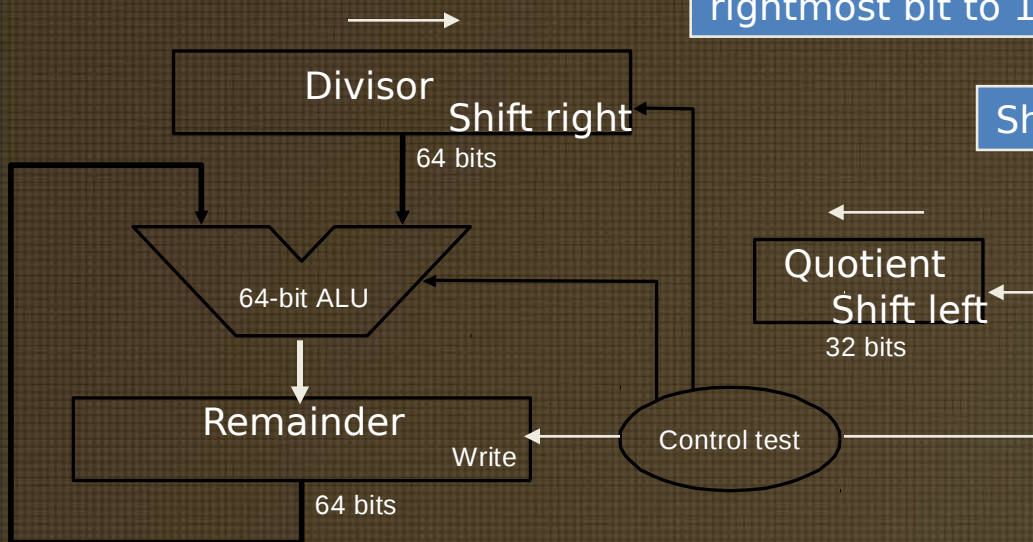 rightmost bit to 1
Divisor
Shift right
64 bits
Sh
64-bit ALU
Quotient
Shift left
32 bits
Remainder
Write
Control test
64 bits